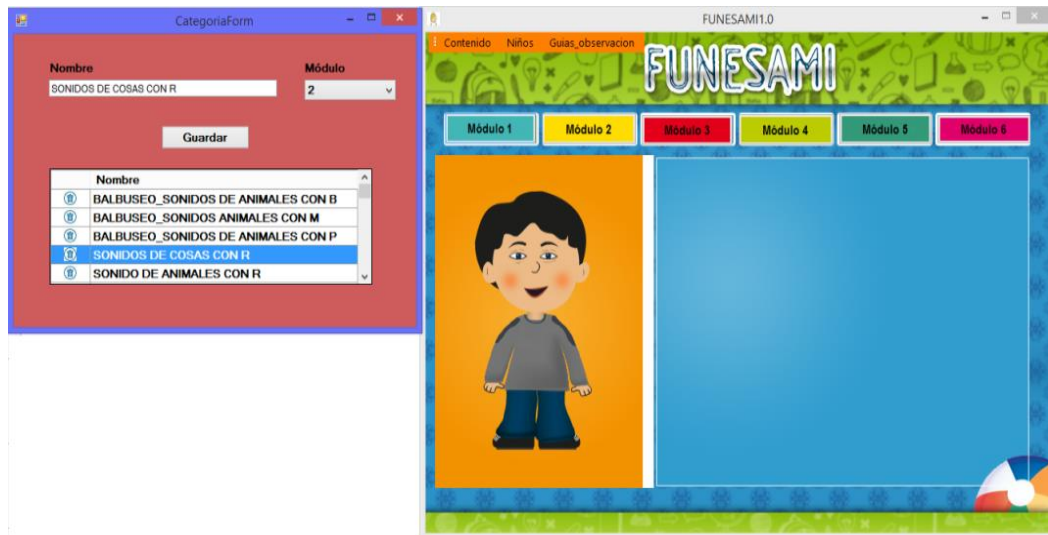 CategoriaForm
Nombre
Módulo
SONIDOS DE COSAS CON R
2
Guardar
Nombre
BALBUSEO_SONIDOS DE ANIMALES CON B
BALBUSEO_SONIDOS ANIMALES CON M
BALBUSEO_SONIDOS DE ANIMALES CON P
SONIDOS DE COSAS CON R
SONIDO DE ANIMALES CON R
FUNESAMI1.0
Contenido Niños Guias_observacion
FUNESAMI
Módulo 1 Módulo 2 Módulo 3 Módulo 4 Módulo 5 Módulo 6